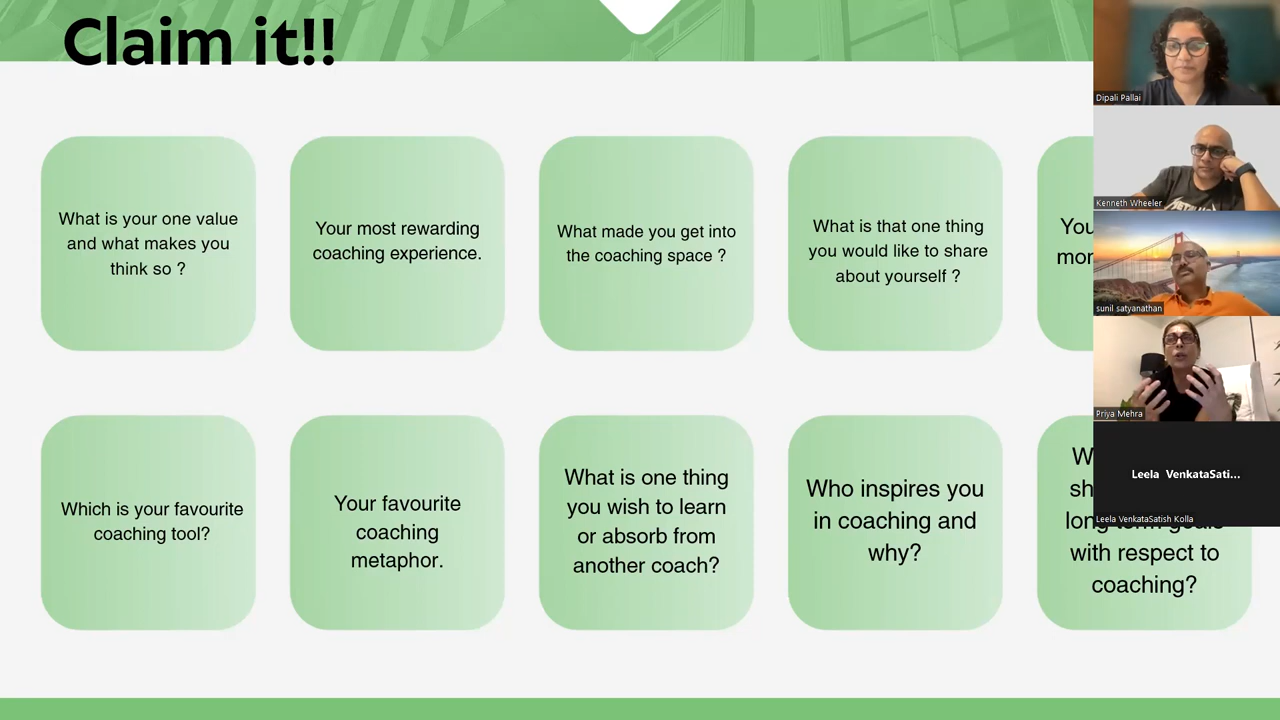 Claim it!!
What is your one value
and what makes you
think so ?
Your most rewarding
coaching experience.
What made you get into
the coaching space ?
What is that one thing
you would like to share
about yourself ?
Which is your favourite
coaching tool?
Your favourite
coaching
metaphor.
What is one thing
you wish to learn
or absorb from
another coach?
Who inspires you
in coaching and
why?
with respect to
coaching?
Dipali Pallai
Kenneth Wheeler
sunil satyanathan
Priya Mehra
Leela VenkataSati...
Leela VenkataSatish Kolla